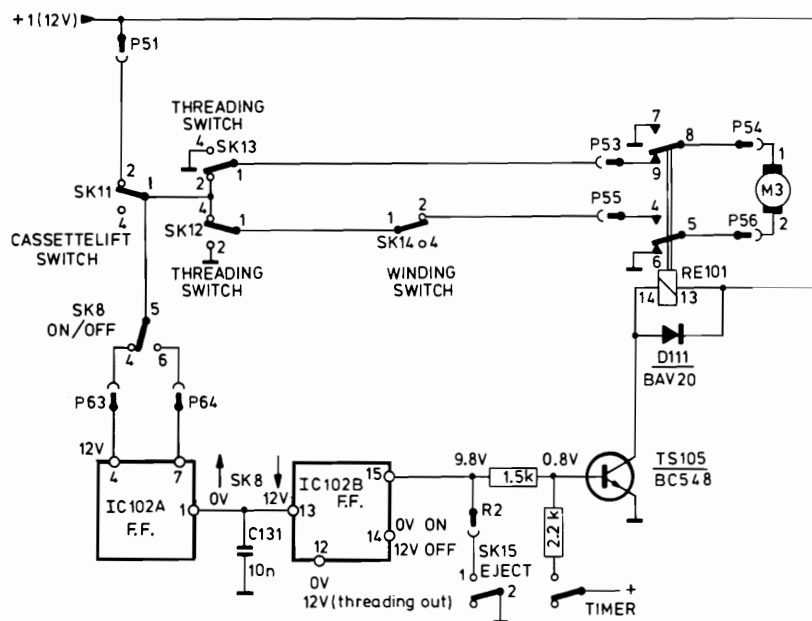 +1(12V)
P51
THREADING
SWITCH
4 SK13
2 1
7
8
9
P53
P54
1
M3
2
2
SK11 1
4
CASSETTELIFT
SWITCH
4
SK12 1
2
THREADING
SWITCH
2
1
SK14 4
WINDING
SWITCH
P55
4
5
6
P56
RE101
14 13
D111
BAV20
SK8
ON/OFF
5
4 6
P63 P64
12V
4 7
IC102A
F.F.
1
0V
SK8
12V
C131
10n
IC102B
F.F.
13
15
14
12
0V ON
12V OFF
0V
12V(threading out)
9.8V
1.5k
0.8V
R2
SK15
EJECT
1
2
2.2k
+
TIMER
TS105
BC548